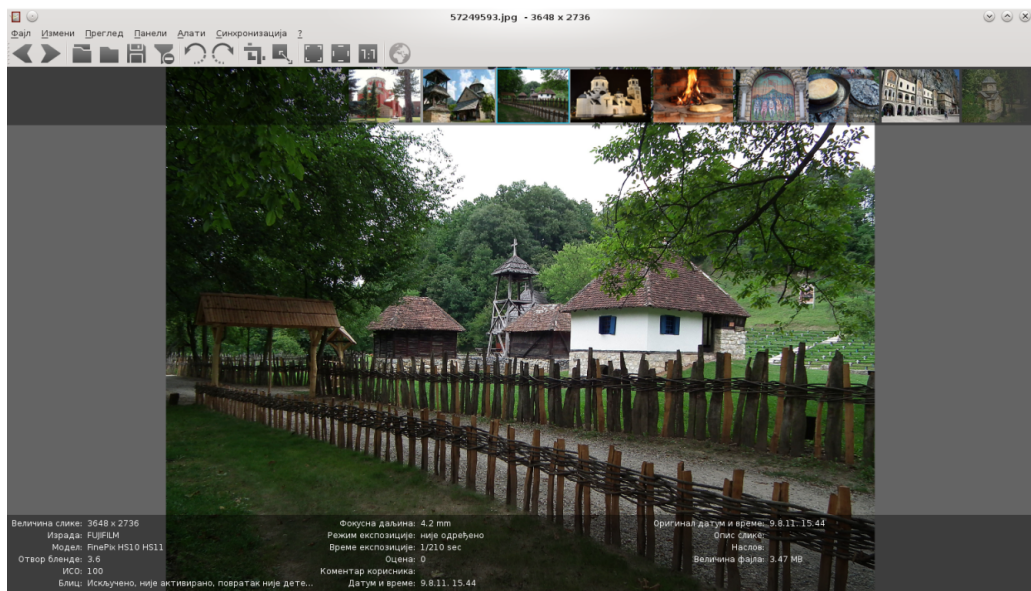 57249593.jpg - 3648 x 2736
Фајл Измени Преглед Панели Алати Синхронизација ?
1:1
Величина слике: 3648 x 2736
Израда: FUJIFILM
Модел: FinePix HS10 HS11
Отвор бленде: 3.6
ИСО: 100
Блиц: Искључено, није активирано, повратак није дете...
Фокусна даљина: 4.2 mm
Режим експозиције: није одређено
Време експозиције: 1/210 sec
Оцена: 0
Коментар корисника:
Датум и време: 9.8.11. 15.44
Оригинал датум и време: 9.8.11. 15:44
Опис слике:
Наслов:
Величина фајла: 3.47 MB